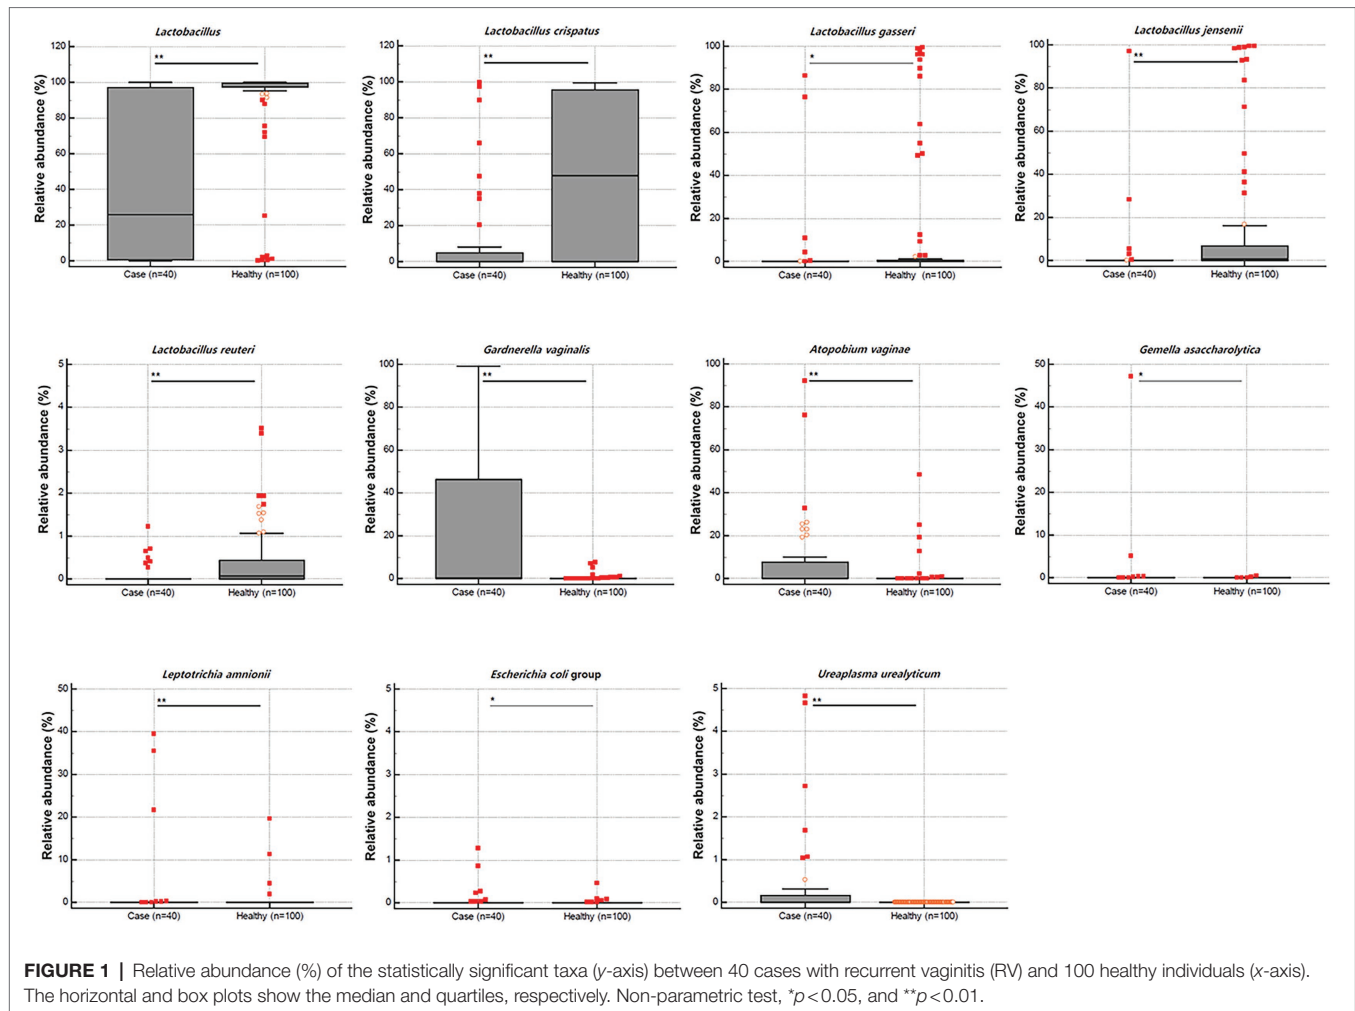 Lactobacillus
Relative abundance (%)
120
100
80
60
40
20
0
**
Case (n=40)
Healthy (n=100)
Lactobacillus crispatus
Relative abundance (%)
120
100
80
60
40
20
0
**
Case (n=40)
Healthy (n=100)
Lactobacillus gasseri
Relative abundance (%)
100
80
60
40
20
0
*
Case (n=40)
Healthy (n=100)
Lactobacillus jensenii
Relative abundance (%)
100
80
60
40
20
0
**
Case (n=40)
Healthy (n=100)
Lactobacillus reuteri
Relative abundance (%)
5
4
3
2
1
0
**
Case (n=40)
Healthy (n=100)
Gardnerella vaginalis
Relative abundance (%)
100
80
60
40
20
0
**
Case (n=40)
Healthy (n=100)
Atopobium vaginae
Relative abundance (%)
100
80
60
40
20
0
**
Case (n=40)
Healthy (n=100)
Gemella asaccharolytica
Relative abundance (%)
50
40
30
20
10
0
*
Case (n=40)
Healthy (n=100)
Leptotrichia amnionii
Relative abundance (%)
50
40
30
20
10
0
**
Case (n=40)
Healthy (n=100)
Escherichia coli group
Relative abundance (%)
5
4
3
2
1
0
*
Case (n=40)
Healthy (n=100)
Ureaplasma urealyticum
Relative abundance (%)
5
4
3
2
1
0
**
Case (n=40)
Healthy (n=100)
FIGURE 1 | Relative abundance (%) of the statistically significant taxa (y-axis) between 40 cases with recurrent vaginitis (RV) and 100 healthy individuals (x-axis).
The horizontal and box plots show the median and quartiles, respectively. Non-parametric test, *p<0.05, and **p<0.01.